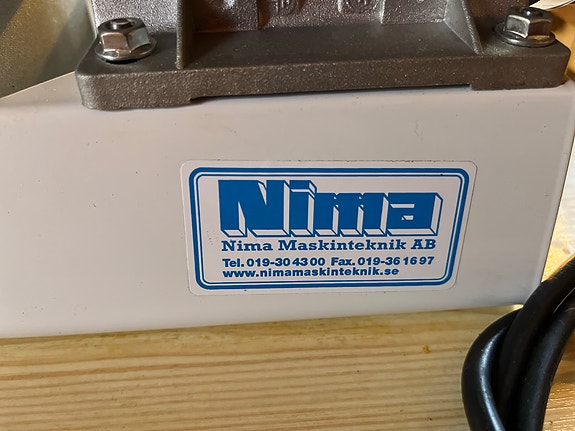 Nima
Nima Maskinteknik AB
Tel. 019-30 43 00 Fax. 019-36 16 97
www.nimamaskinteknik.se